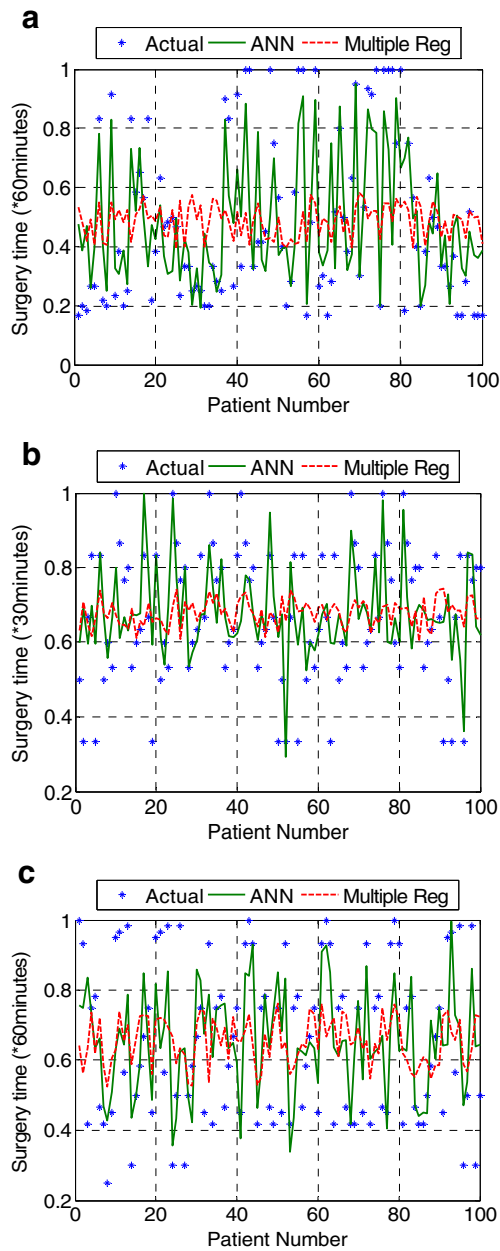 a
Actual ANN Multiple Reg
1
0.8
0.6
0.4
0.2
0
Surgery time (*60minutes)
0 20 40 60 80 100
Patient Number
b
Actual ANN Multiple Reg
1
0.8
0.6
0.4
0.2
Surgery time (*30minutes)
0 20 40 60 80 100
Patient Number
c
Actual ANN Multiple Reg
1
0.8
0.6
0.4
0.2
Surgery time (*60minutes)
0 20 40 60 80 100
Patient Number